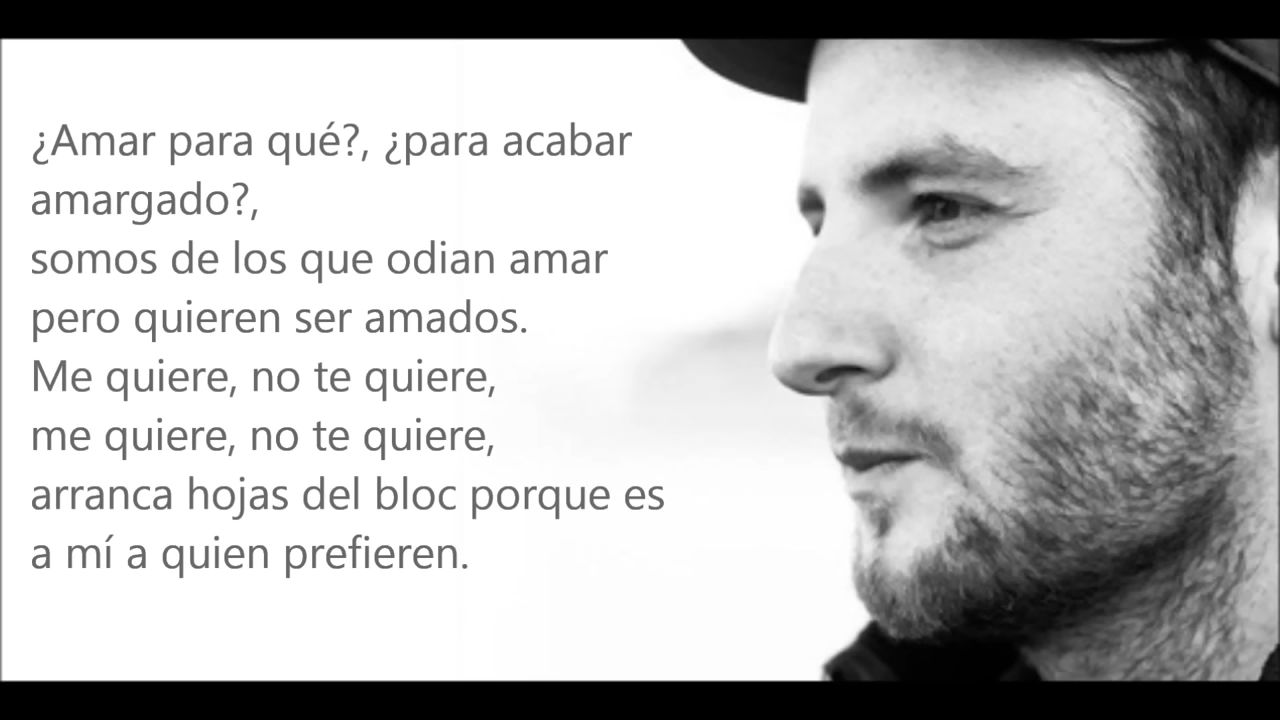 ¿Amar para qué?, ¿para acabar
amargado?,
somos de los que odian amar
pero quieren ser amados.
Me quiere, no te quiere,
me quiere, no te quiere,
arranca hojas del bloc porque es
a mí a quien prefieren.